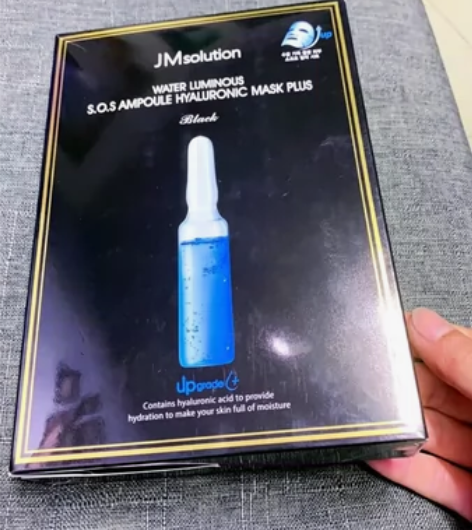 JMsolution
up
WATER LUMINOUS
S.O.S AMPOULE HYALURONIC MASK PLUS
Black
Upgrade
Contains hyaluronic acid to provide
hydration to make your skin full of moisture